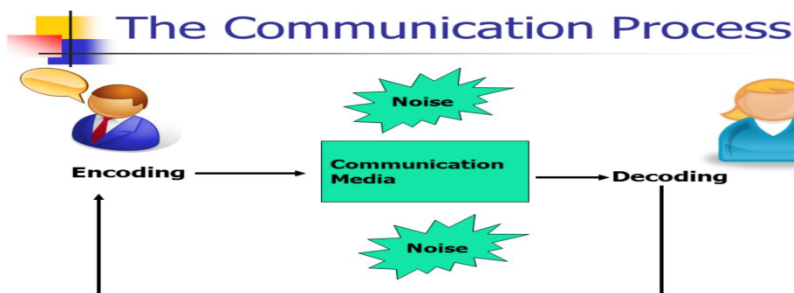 The Communication Process
Noise
Encoding
Communication
Media
Decoding
Noise